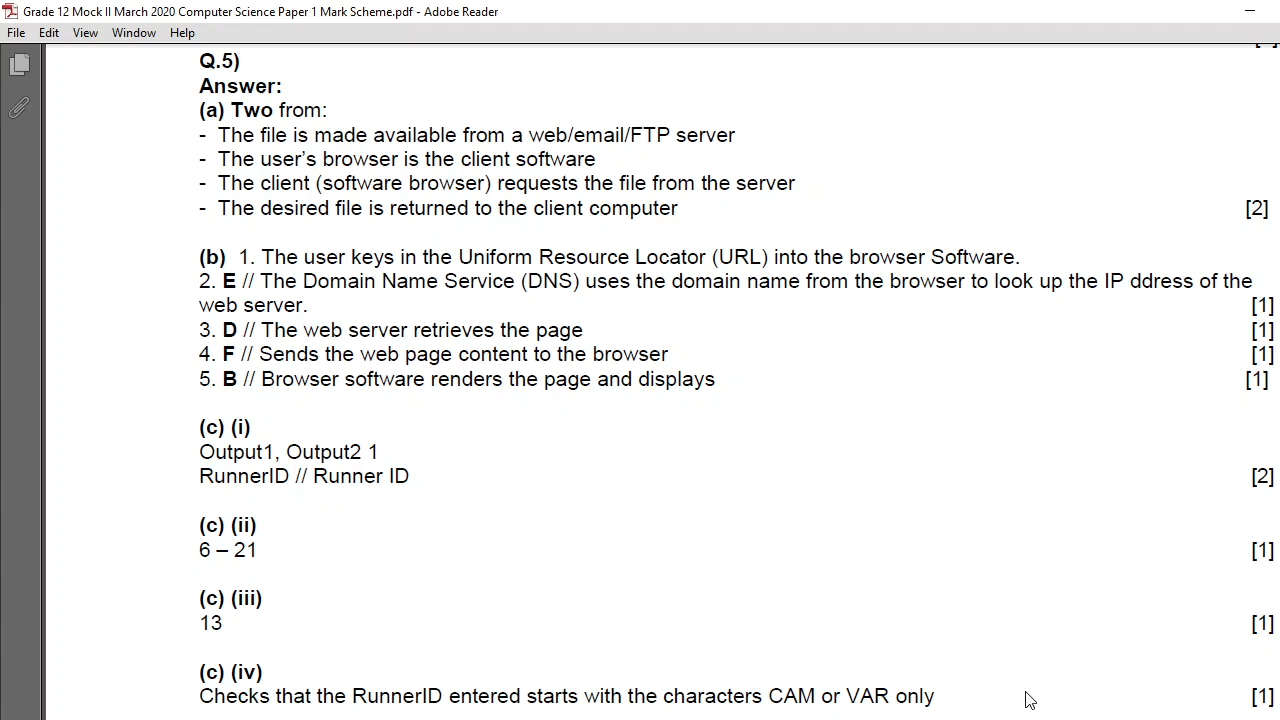 Grade 12 Mock II March 2020 Computer Science Paper 1 Mark Scheme.pdf - Adobe Reader
File Edit View Window Help
Q.5)
Answer:
(a) Two from:
- The file is made available from a web/email/FTP server
- The user's browser is the client software
- The client (software browser) requests the file from the server
- The desired file is returned to the client computer [2]
(b) 1. The user keys in the Uniform Resource Locator (URL) into the browser Software.
2. E // The Domain Name Service (DNS) uses the domain name from the browser to look up the IP ddress of the
web server. [1]
3. D // The web server retrieves the page [1]
4. F // Sends the web page content to the browser [1]
5. B // Browser software renders the page and displays [1]
(c) (i)
Output1, Output2 1
RunnerID // Runner ID [2]
(c) (ii)
6 – 21 [1]
(c) (iii)
13 [1]
(c) (iv)
Checks that the RunnerID entered starts with the characters CAM or VAR only [1]